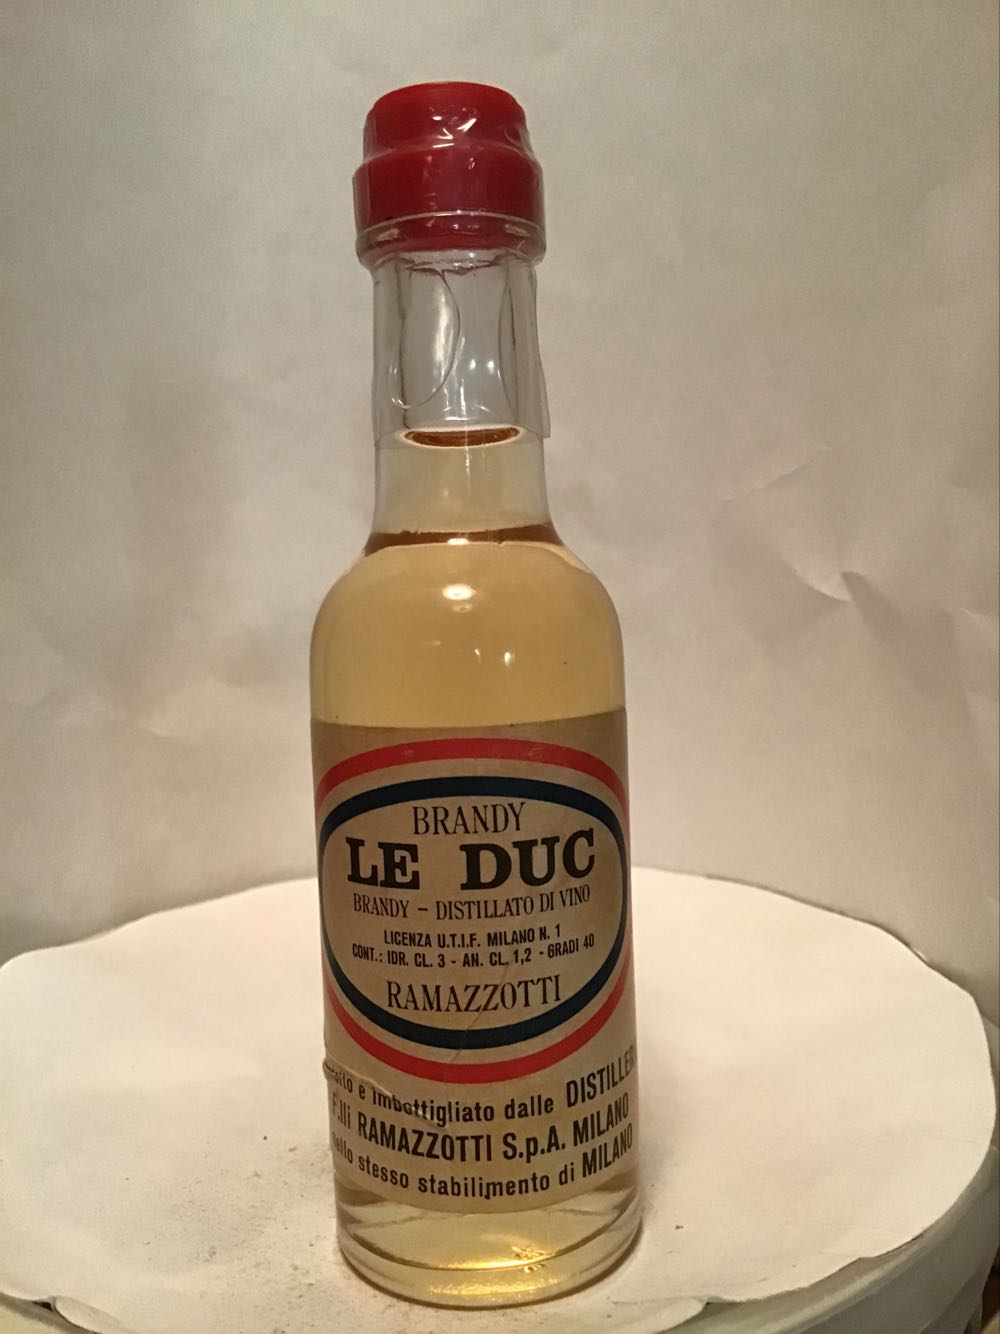 BRANDY
LE DUC
BRANDY - DISTILLATO DI VINO
LICENZA U.T.I.F. MILANO N. 1
CONT.: IDR. CL. 3 - AN. CL. 1,2 - GRADI 40
RAMAZZOTTI
e imbottigliato dalle DISTILLER
F.lli RAMAZZOTTI S.p.A. MILANO
stesso stabilimento di MILANO